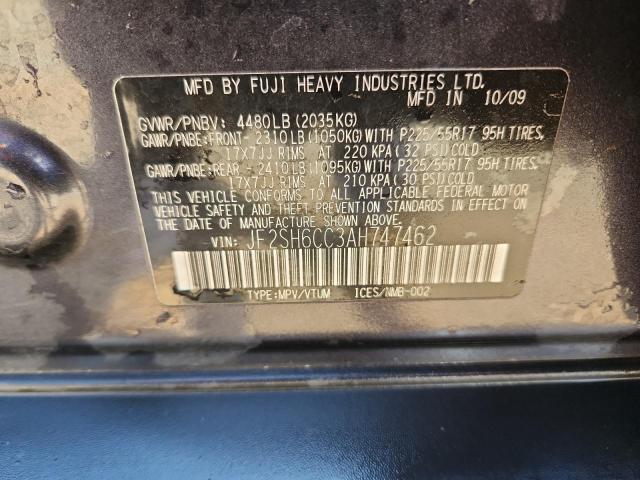 MFD BY FUJI HEAVY INDUSTRIES LTD.
MFD IN 10/09
GVWR/PNBV: 4480LB(2035KG)
GAWR/PNBE:FRONT- 2310LB(1050KG)WITH P225/55R17 95H TIRES,
17X7JJ RIMS AT 220 KPA(32 PSI)COLD
GAWR/PNBE:REAR - 2410LB(1095KG)WITH P225/55R17 95H TIRES,
17X7JJ RIMS AT 210 KPA(30 PSI)COLD
THIS VEHICLE CONFORMS TO ALL APPLICABLE FEDERAL MOTOR
VEHICLE SAFETY AND THEFT PREVENTION STANDARDS IN EFFECT ON
THE DATE OF MANUFACTURE SHOWN ABOVE.
VIN: JF2SH6CC3AH747462
TYPE:MPV/VTUM ICES/NMB-002